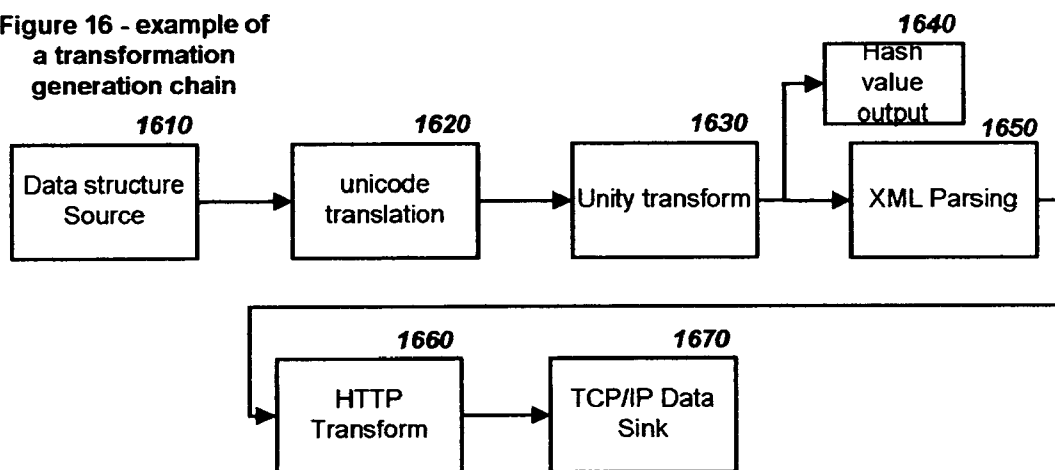 Figure 16 - example of
a transformation
generation chain
1640
Hash
value
output
1610
1620
1630
1650
Data structure
Source
unicode
translation
Unity transform
XML Parsing
1660
1670
HTTP
Transform
TCP/IP Data
Sink